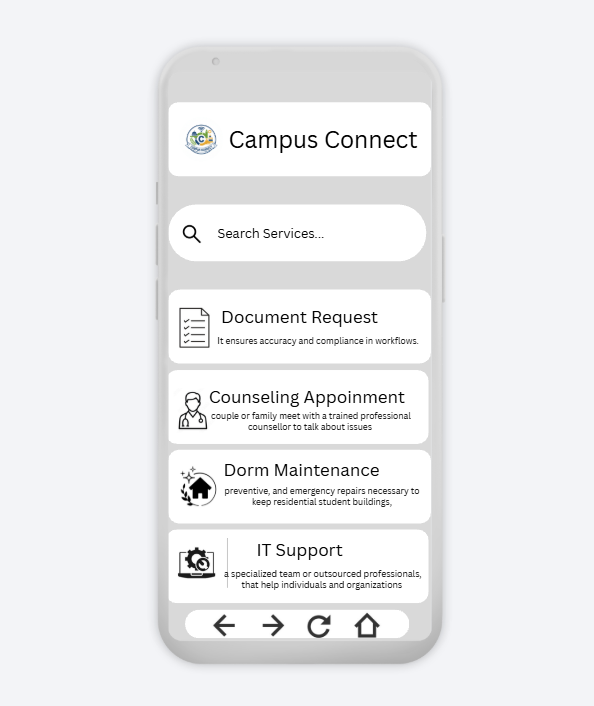 Campus Connect
Search Services...
Document Request
It ensures accuracy and compliance in workflows.
Counseling Appoinment
couple or family meet with a trained professional
counsellor to talk about issues
Dorm Maintenance
preventive, and emergency repairs necessary to
keep residential student buildings,
IT Support
a specialized team or outsourced professionals,
that help individuals and organizations